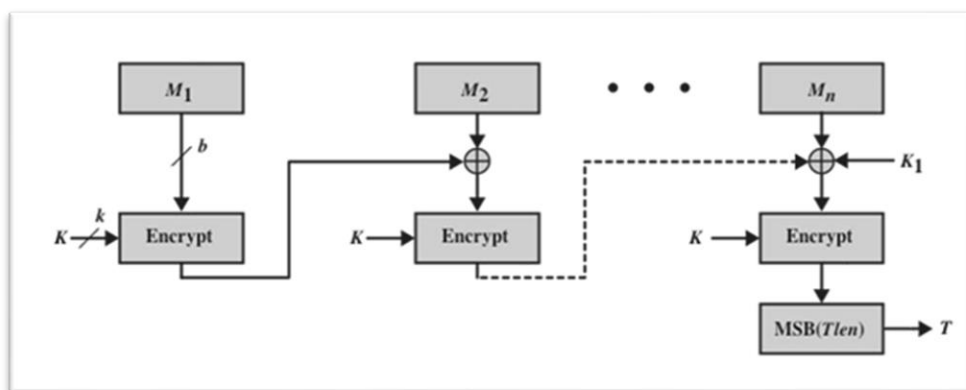 M1 M2 • • • Mn
b
K1
k
K Encrypt K Encrypt K Encrypt
MSB(Tlen) T